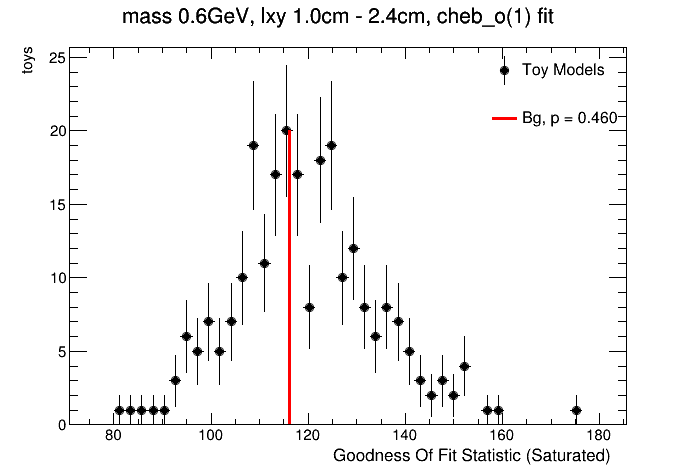 mass 0.6GeV, lxy 1.0cm - 2.4cm, cheb_o(1) fit
toys
25
20
15
10
5
0
Toy Models
Bg, p = 0.460
80
100
120
140
160
180
Goodness Of Fit Statistic (Saturated)